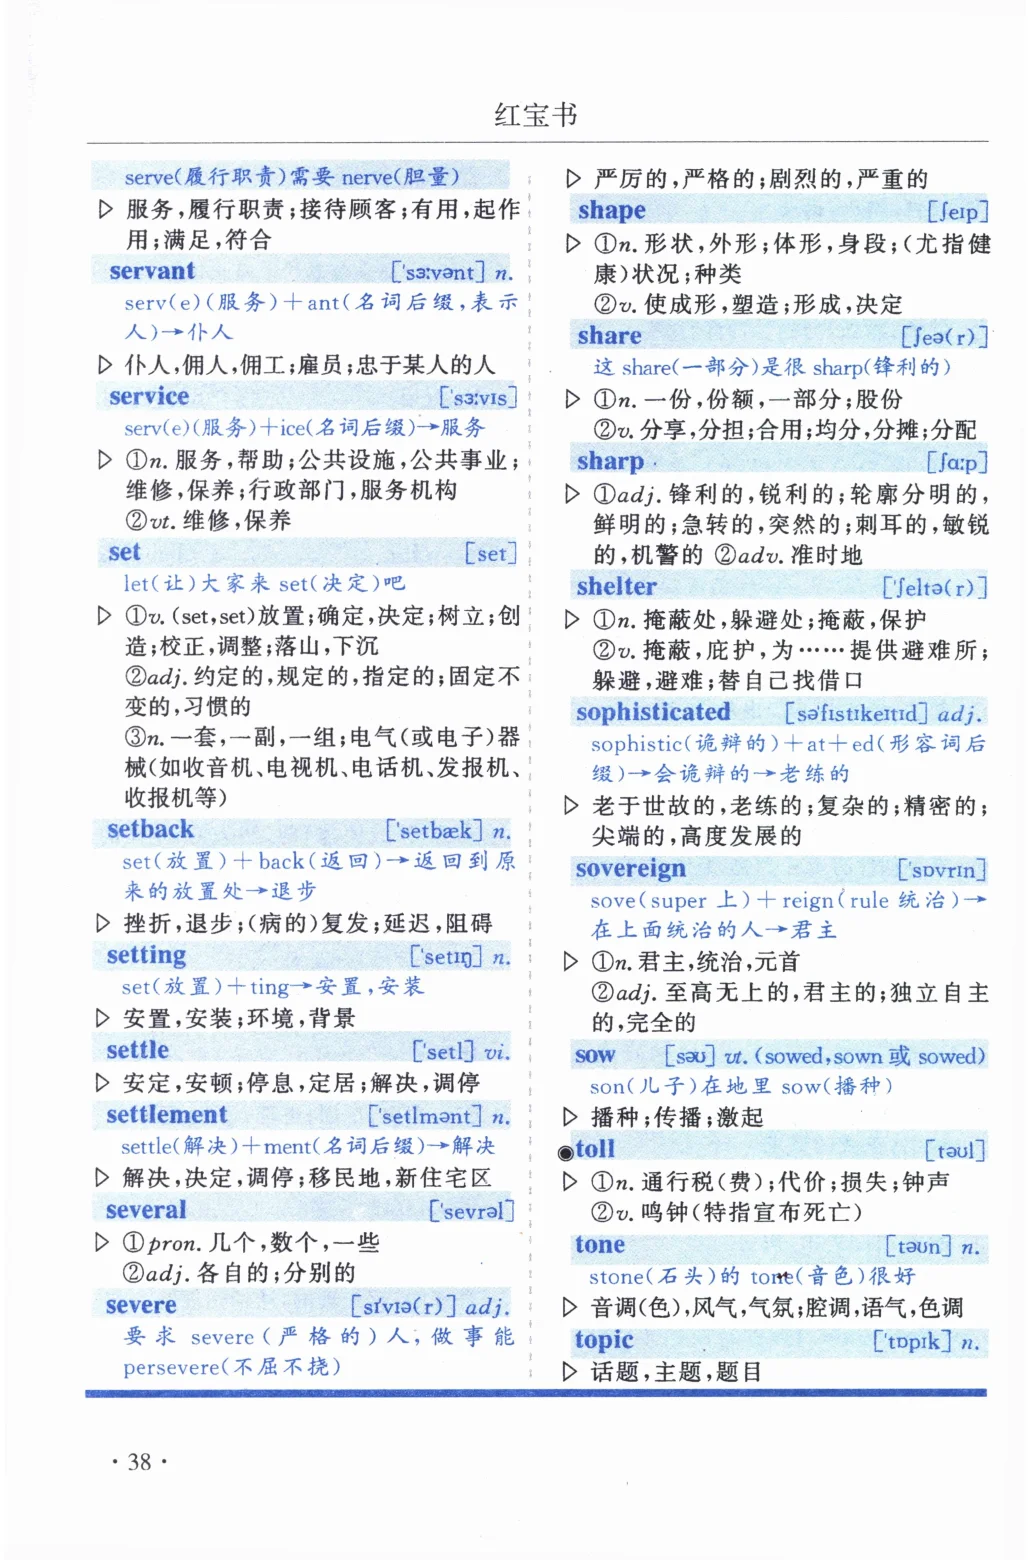 红宝书
serve(履行职责)需要 nerve(胆量)
▷ 服务,履行职责;接待顾客;有用,起作
用;满足,符合
servant ['sɜːvənt] n.
serv(e)(服务)＋ant(名词后缀,表示
人)→仆人
▷ 仆人,佣人,佣工;雇员;忠于某人的人
service ['sɜːvɪs]
serv(e)(服务)＋ice(名词后缀)→服务
▷ ①n. 服务,帮助;公共设施,公共事业;
维修,保养;行政部门,服务机构
②vt. 维修,保养
set [set]
let(让)大家来 set(决定)吧
▷ ①v. (set,set)放置;确定,决定;树立;创
造;校正,调整;落山,下沉
②adj. 约定的,规定的,指定的;固定不
变的,习惯的
③n. 一套,一副,一组;电气(或电子)器
械(如收音机、电视机、电话机、发报机、
收报机等)
setback ['setbæk] n.
set(放置)＋back(返回)→返回到原
来的放置处→退步
▷ 挫折,退步;(病的)复发;延迟,阻碍
setting ['setɪŋ] n.
set(放置)＋ting→安置,安装
▷ 安置,安装;环境,背景
settle ['setl] vi.
▷ 安定,安顿;停息,定居;解决,调停
settlement ['setlmənt] n.
settle(解决)＋ment(名词后缀)→解决
▷ 解决,决定,调停;移民地,新住宅区
several ['sevrəl]
▷ ①pron. 几个,数个,一些
②adj. 各自的;分别的
severe [sɪ'vɪə(r)] adj.
要求 severe(严格的)人,做事能
persevere(不屈不挠)
▷ 严厉的,严格的;剧烈的,严重的
shape [ʃeɪp]
▷ ①n. 形状,外形;体形,身段;(尤指健
康)状况;种类
②v. 使成形,塑造;形成,决定
share [ʃeə(r)]
这 share(一部分)是很 sharp(锋利的)
▷ ①n. 一份,份额,一部分;股份
②v. 分享,分担;合用;均分,分摊;分配
sharp [ʃɑːp]
▷ ①adj. 锋利的,锐利的;轮廓分明的,
鲜明的;急转的,突然的;刺耳的,敏锐
的,机警的 ②adv. 准时地
shelter ['ʃeltə(r)]
▷ ①n. 掩蔽处,躲避处;掩蔽,保护
②v. 掩蔽,庇护,为……提供避难所;
躲避,避难;替自己找借口
sophisticated [sə'fɪstɪkeɪtɪd] adj.
sophistic(诡辩的)＋at＋ed(形容词后
缀)→会诡辩的→老练的
▷ 老于世故的,老练的;复杂的;精密的;
尖端的,高度发展的
sovereign ['sɒvrɪn]
sove(super 上)＋reign(rule 统治)→
在上面统治的人→君主
▷ ①n. 君主,统治,元首
②adj. 至高无上的,君主的;独立自主
的,完全的
sow [səʊ] vt. (sowed,sown 或 sowed)
son(儿子)在地里 sow(播种)
▷ 播种;传播;激起
◉toll [təʊl]
▷ ①n. 通行税(费);代价;损失;钟声
②v. 鸣钟(特指宣布死亡)
tone [təʊn] n.
stone(石头)的 tone(音色)很好
▷ 音调(色),风气,气氛;腔调,语气,色调
topic ['tɒpɪk] n.
▷ 话题,主题,题目
·38·